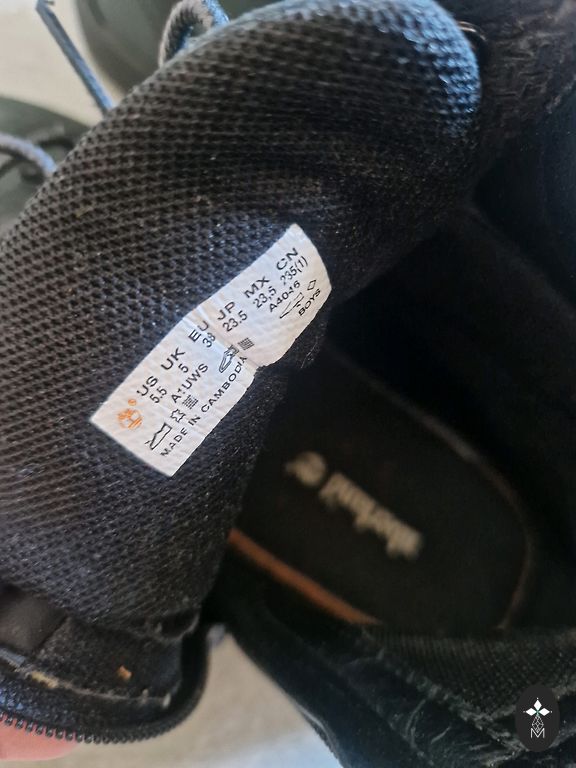 US UK EU JP MX CN
5.5 5 38 23.5 23.5 235(1)
A1UWS A4046
BOYS
MADE IN CAMBODIA
M